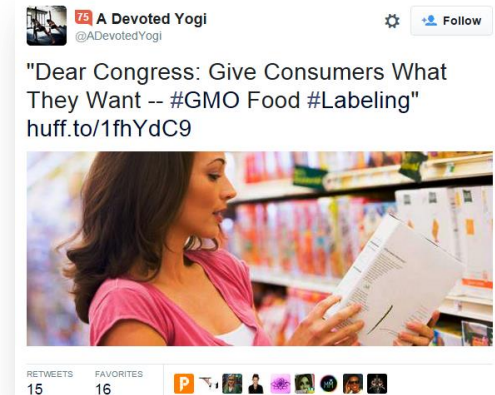 75 A Devoted Yogi
@ADevotedYogi
Follow
"Dear Congress: Give Consumers What
They Want -- #GMO Food #Labeling"
huff.to/1fhYdC9
RETWEETS FAVORITES
15 16
P